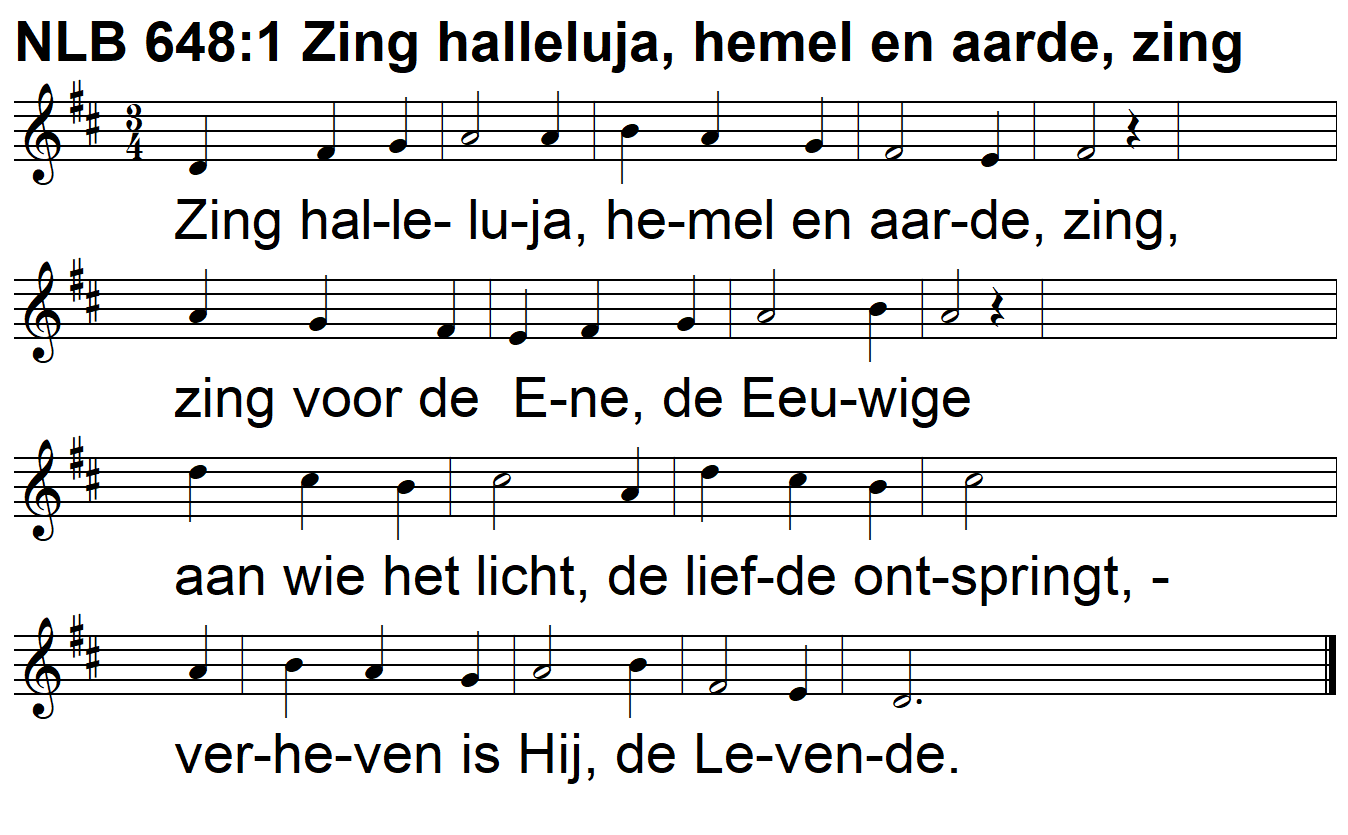 NLB 648:1 Zing halleluja, hemel en aarde, zing
3
4
Zing hal-le- lu-ja, he-mel en aar-de, zing,
zing voor de E-ne, de Eeu-wige
aan wie het licht, de lief-de ont-springt, -
ver-he-ven is Hij, de Le-ven-de.